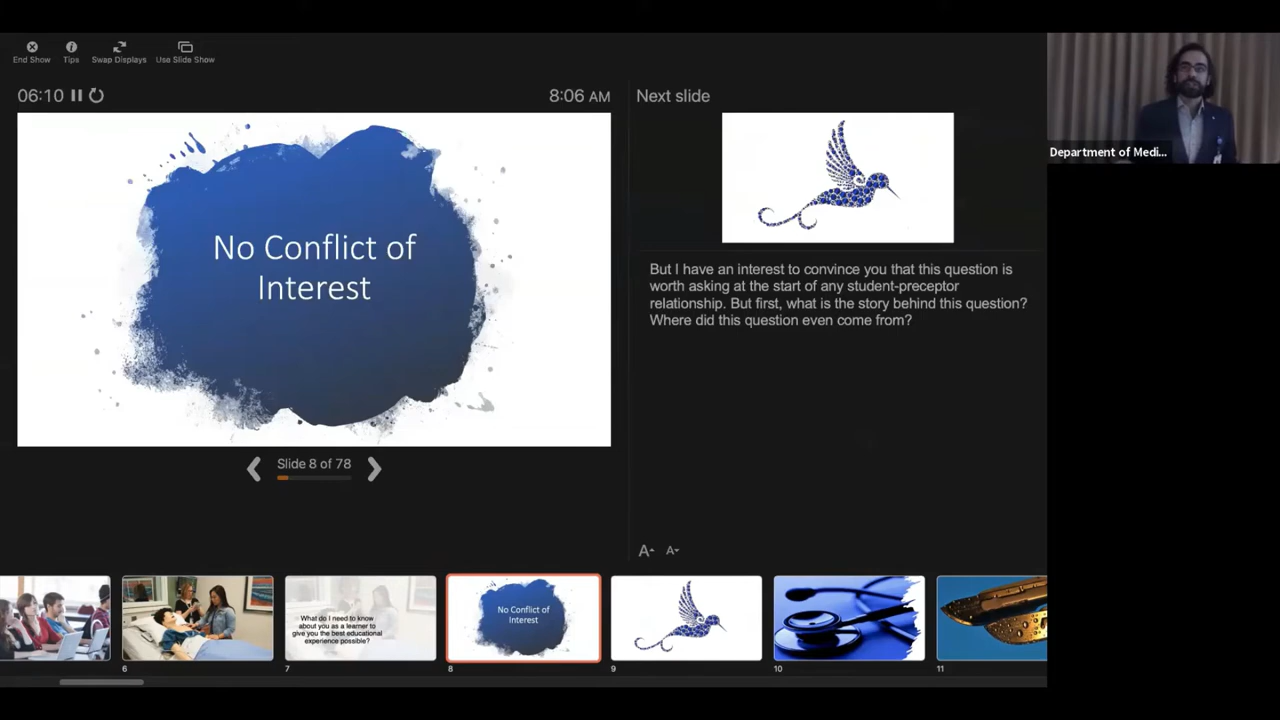 End Show
Tips
Swap Displays
Use Slide Show
06:10
8:06 AM
Next slide
No Conflict of
Interest
But I have an interest to convince you that this question is
worth asking at the start of any student-preceptor
relationship. But first, what is the story behind this question?
Where did this question even come from?
Department of Medi...
Slide 8 of 78
A
A
What do I need to know
about you as a learner to
give you the best educational
experience possible?
No Conflict of
Interest
6
7
8
9
10
11